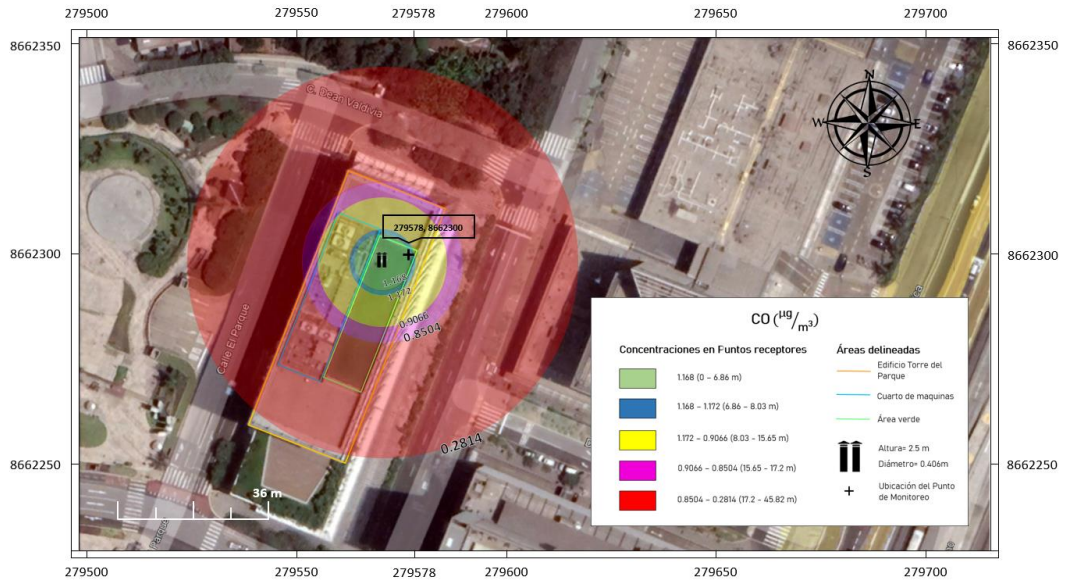 279500 279550 279578 279600 279650 279700
8662350 8662350
N
W E
S
C. Dean Valdivia
279578, 8662300
8662300 8662300
1.168
1.172
0.9066
0.8504
Calle El Parque
0.2814
8662250 8662250
36 m
Parque
CO (µg/m³)
Concentraciones en Puntos receptores
1.168 (0 – 6.86 m)
1.168 – 1.172 (6.86 – 8.03 m)
1.172 – 0.9066 (8.03 – 15.65 m)
0.9066 – 0.8504 (15.65 - 17.2 m)
0.8504 – 0.2814 (17.2 - 45.82 m)
Áreas delineadas
Edificio Torre del
Parque
Cuarto de maquinas
Área verde
Altura= 2.5 m
Diámetro= 0.406m
Ubicación del Punto
de Monitoreo
279500 279550 279578 279600 279650 279700